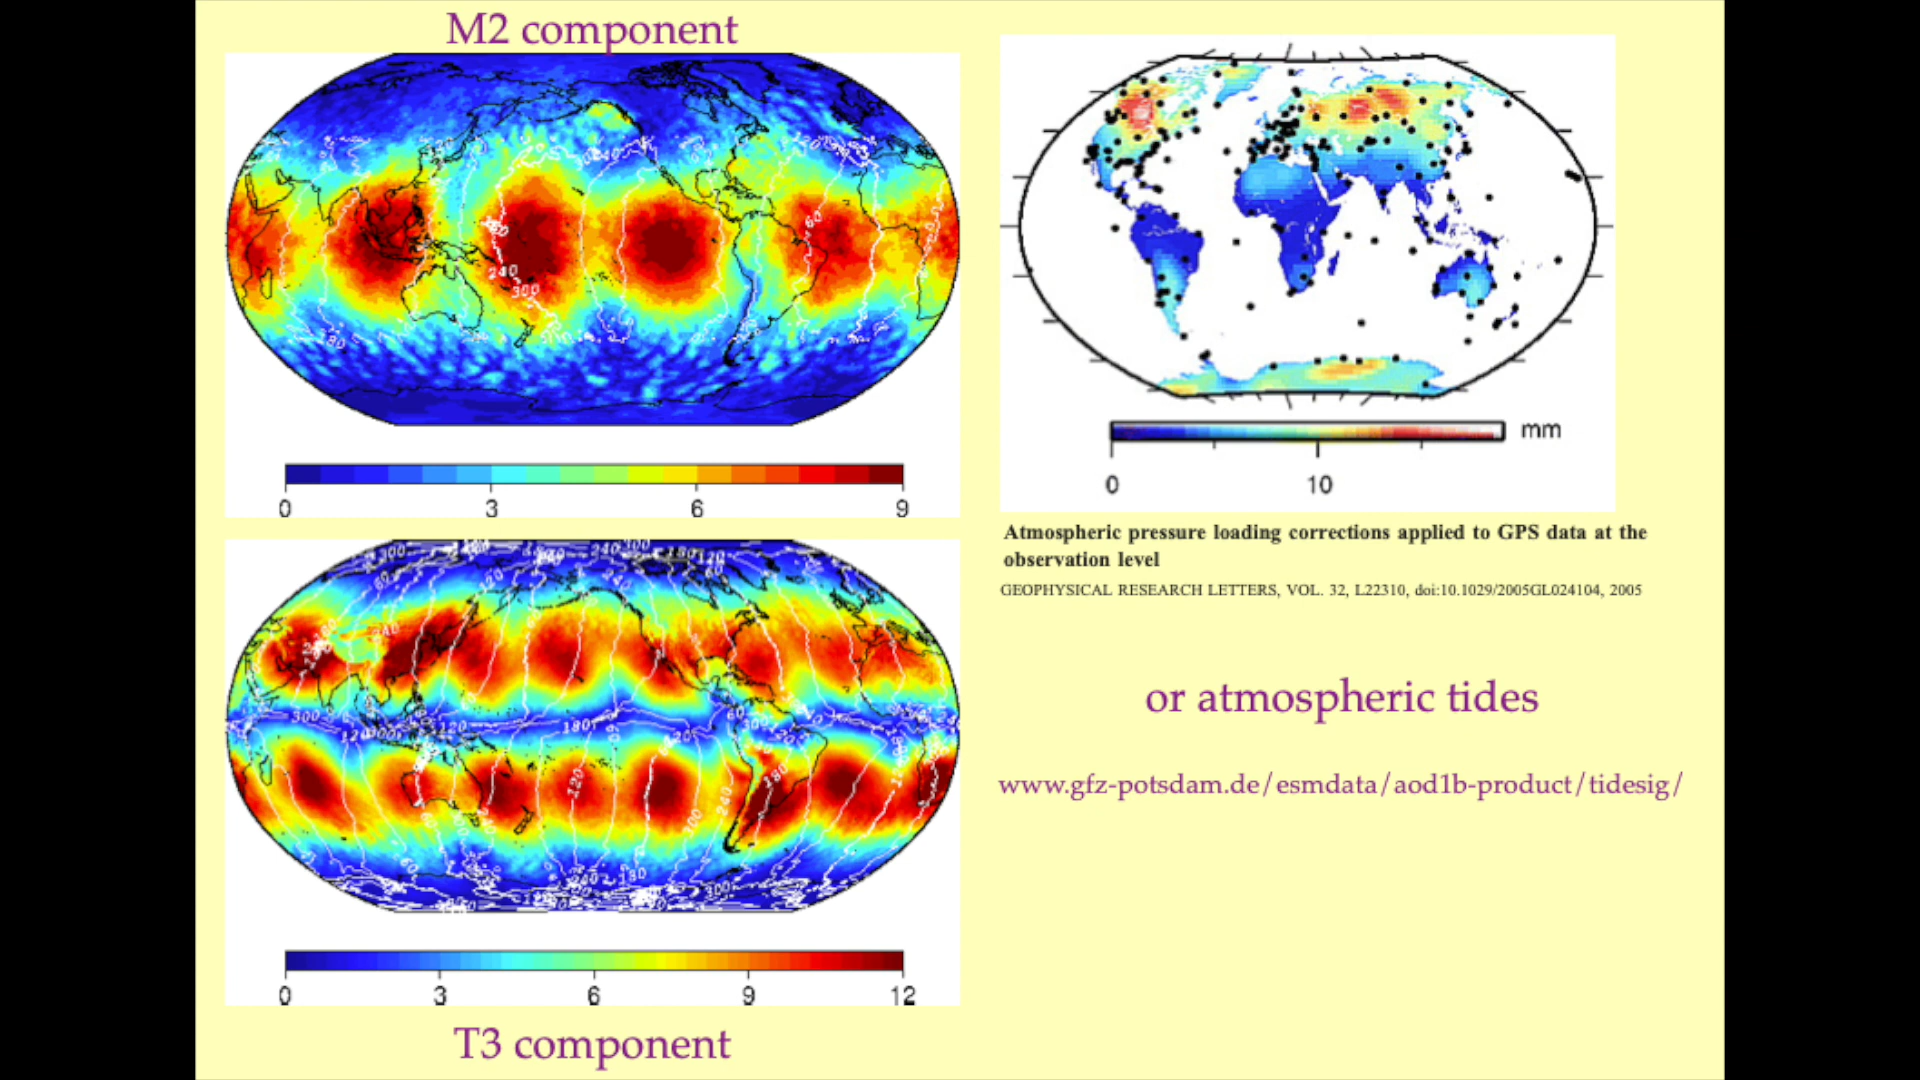 M2 component
0 3 6 9
0 3 6 9 12
T3 component
mm
0 10
Atmospheric pressure loading corrections applied to GPS data at the
observation level
GEOPHYSICAL RESEARCH LETTERS, VOL. 32, L22310, doi:10.1029/2005GL024104, 2005
or atmospheric tides
www.gfz-potsdam.de/esmdata/aod1b-product/tidesig/